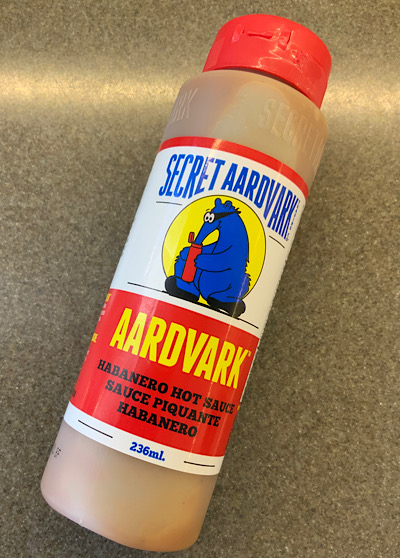 SECRET AARDVARK
AARDVARK
HABANERO HOT SAUCE
SAUCE PIQUANTE
HABANERO
236ml.